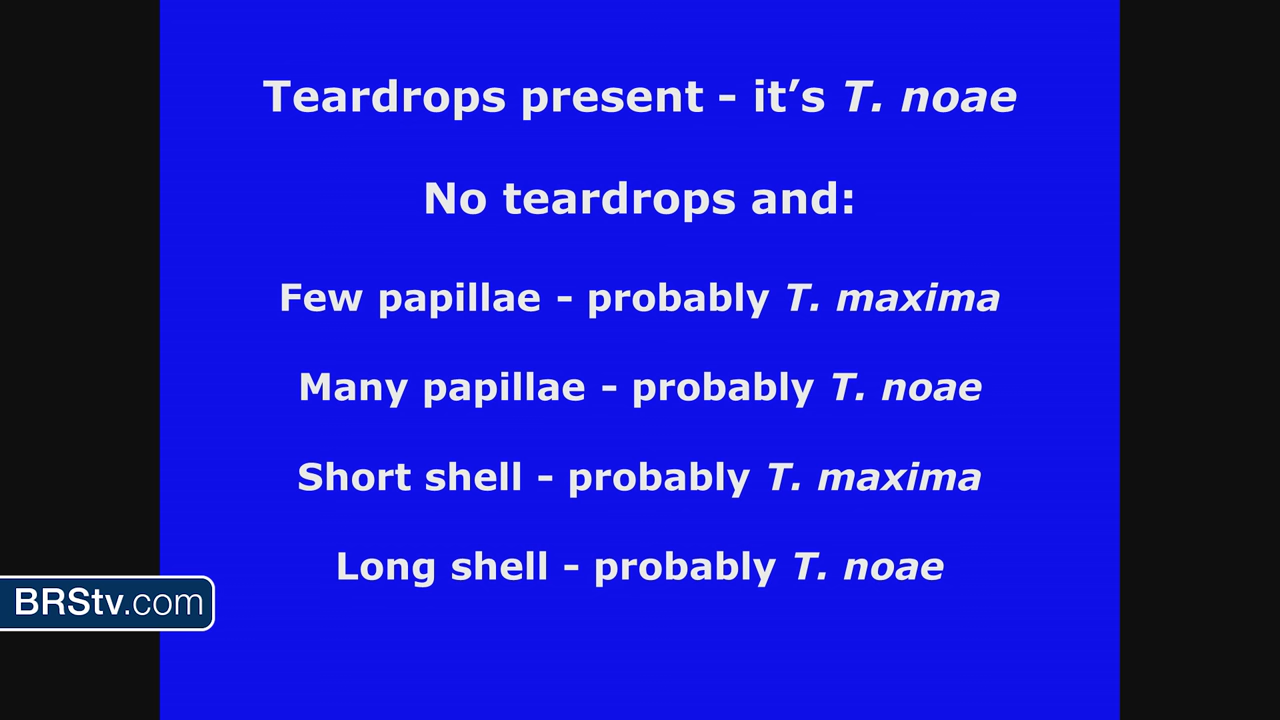 Teardrops present - it’s T. noae
No teardrops and:
Few papillae - probably T. maxima
Many papillae - probably T. noae
Short shell - probably T. maxima
Long shell - probably T. noae
BRStv.com